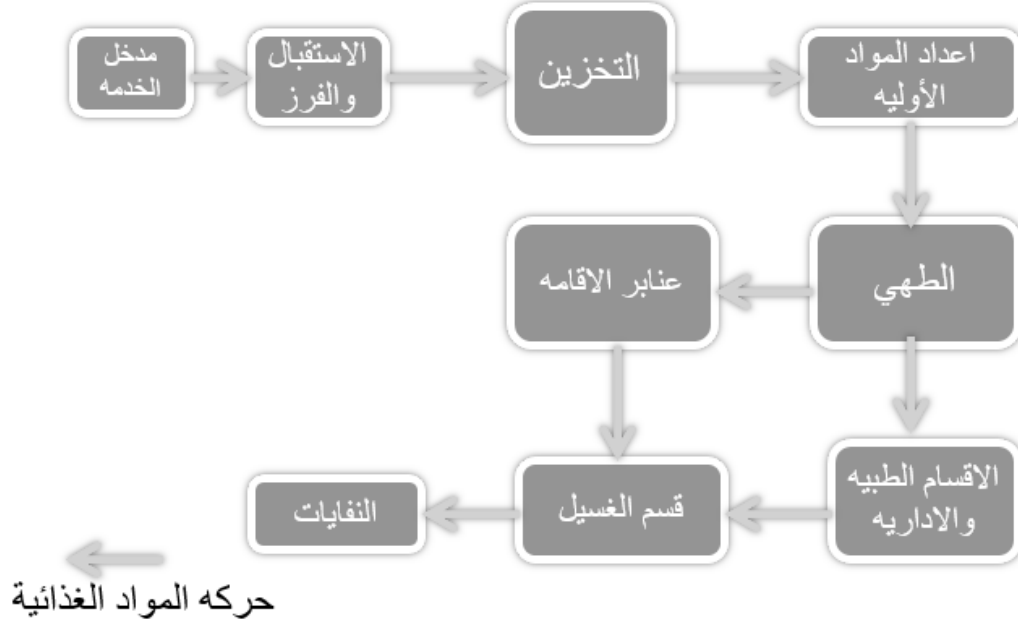 مدخل
الخدمه
الاستقبال
والفرز
التخزين
اعداد المواد
الأوليه
الطهي
عنابر الاقامه
الاقسام الطبيه
والاداريه
قسم الغسيل
النفايات
حركه المواد الغذائية